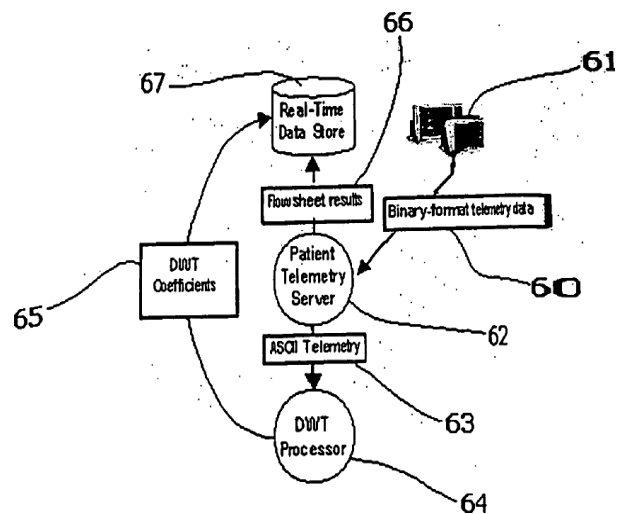 66
61
67
Real-Time
Data Store
Flowsheet results
Binary-format telemetry data
60
Patient
Telemetry
Server
62
DWT
Coefficients
65
ASCII Telemetry
63
DWT
Processor
64